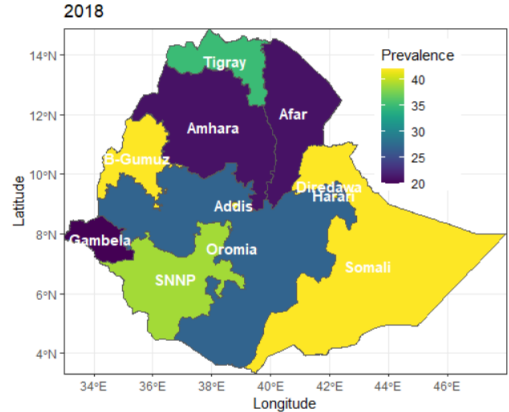 2018
Prevalence
40
35
30
25
20
Tigray
Afar
Amhara
B-Gumuz
Diredawa
Harari
Addis
Gambela
Oromia
Somali
SNNP
14°N
12°N
10°N
8°N
6°N
4°N
Latitude
34°E 36°E 38°E 40°E 42°E 44°E 46°E
Longitude